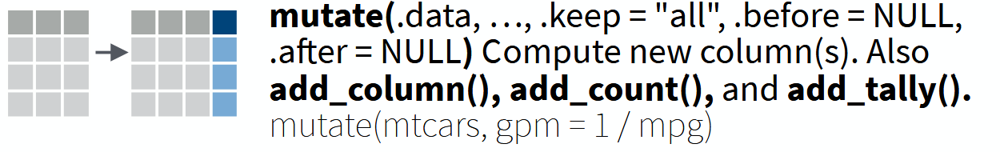 mutate(.data, …, .keep = "all", .before = NULL,
.after = NULL) Compute new column(s). Also
add_column(), add_count(), and add_tally().
mutate(mtcars, gpm = 1 / mpg)